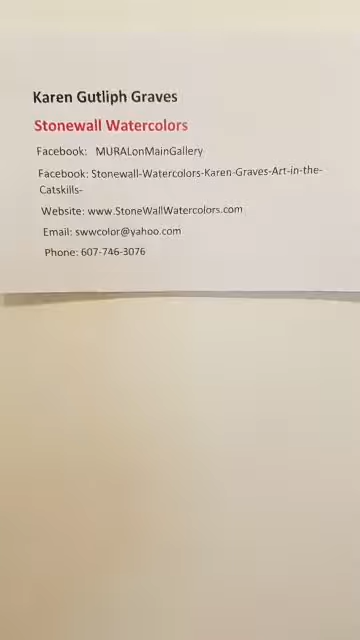 Karen Gutliph Graves
Stonewall Watercolors
Facebook: MURALonMainGallery
Facebook: Stonewall-Watercolors-Karen-Graves-Art-in-the-
Catskills-
Website: www.StoneWallWatercolors.com
Email: swwcolor@yahoo.com
Phone: 607-746-3076